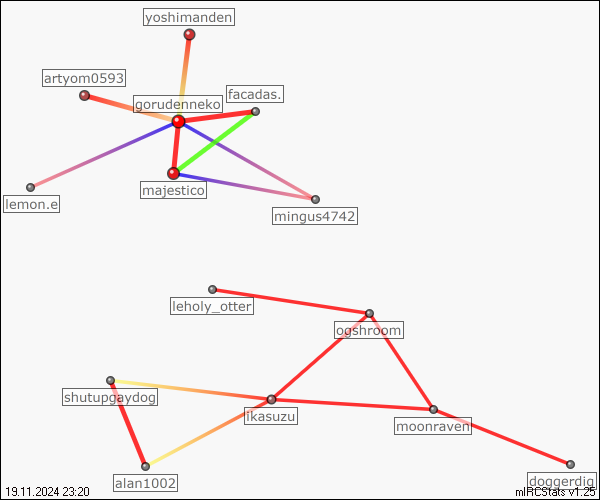 yoshimanden
artyom0593
facadas.
gorudenneko
majestico
lemon.e
mingus4742
leholy_otter
ogshroom
shutupgaydog
ikasuzu
moonraven
alan1002
doggerdig
19.11.2024 23:20
mIRCStats v1.25